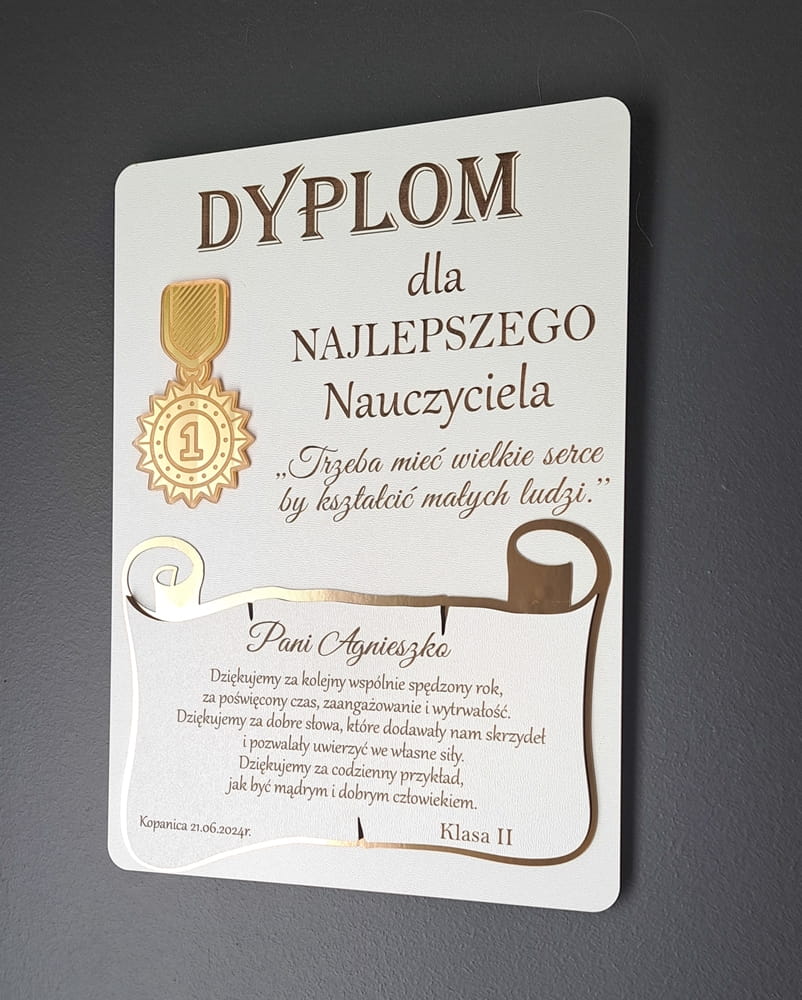 DYPLOM
dla
NAJLEPSZEGO
Nauczyciela
1
„Trzeba mieć wielkie serce
by kształcić małych ludzi.”
Pani Agnieszko
Dziękujemy za kolejny wspólnie spędzony rok,
za poświęcony czas, zaangażowanie i wytrwałość.
Dziękujemy za dobre słowa, które dodawały nam skrzydeł
i pozwalały uwierzyć we własne siły.
Dziękujemy za codzienny przykład,
jak być mądrym i dobrym człowiekiem.
Kopanica 21.06.2024r.
Klasa II